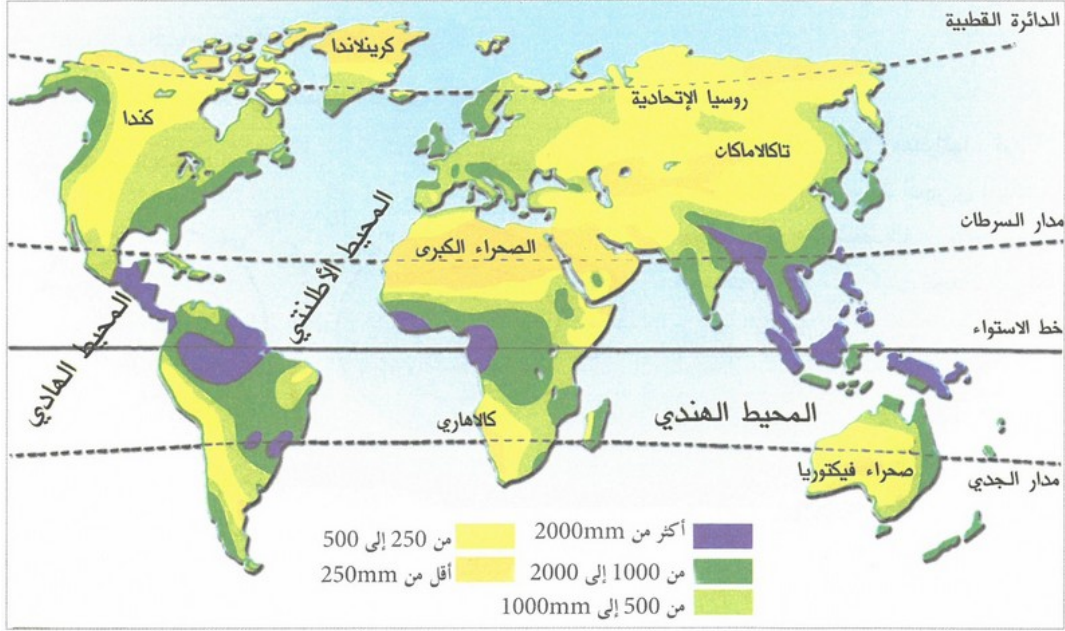 الدائرة القطبية
كرينلاندا
روسيا الإتحادية
كندا
تاكالاماكان
المحيط الأطلنتي
مدار السرطان
الصحراء الكبرى
المحيط الهادي
خط الاستواء
المحيط الهندي
كالاهاري
صحراء فيكتوريا
مدار الجدي
أكثر من 2000mm
من 1000 إلى 2000
من 500 إلى 1000mm
من 250 إلى 500
أقل من 250mm